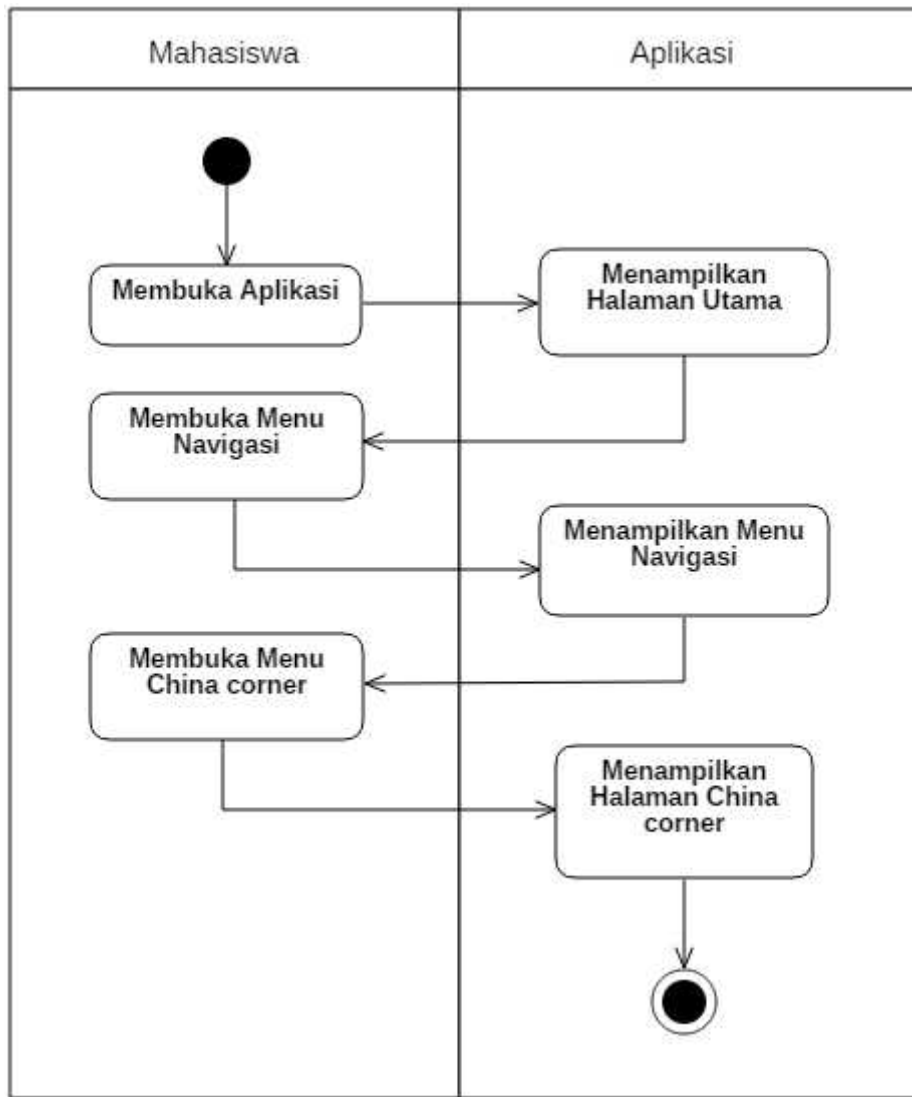 Mahasiswa
Aplikasi
Membuka Aplikasi
Menampilkan
Halaman Utama
Membuka Menu
Navigasi
Menampilkan Menu
Navigasi
Membuka Menu
China corner
Menampilkan
Halaman China
corner